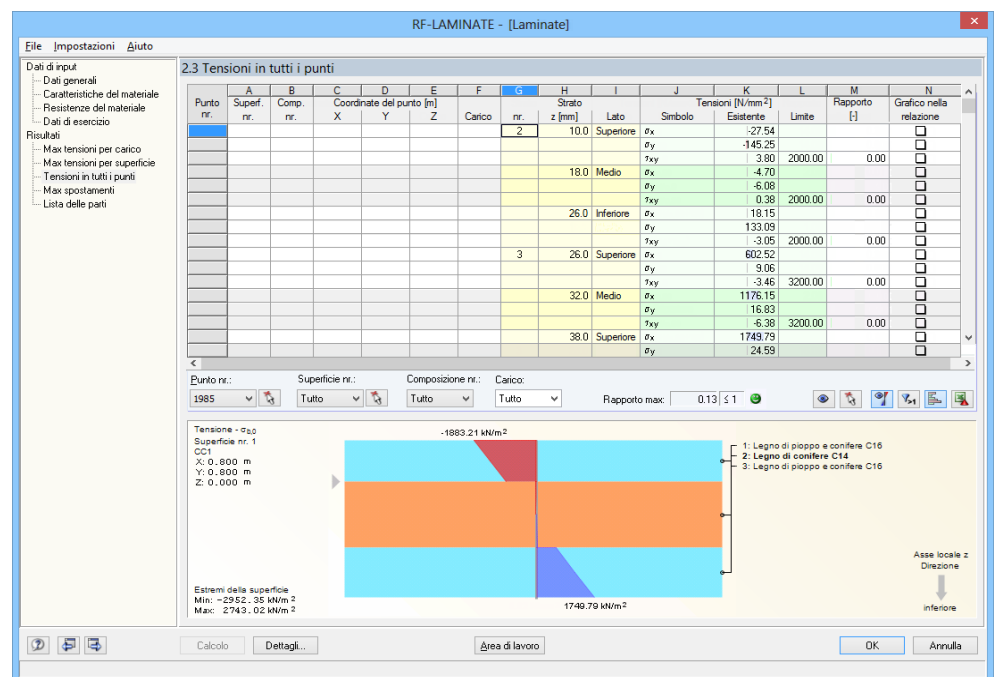 RF-LAMINATE - [Laminate]
File Impostazioni Aiuto
Dati di input
Dati generali
Caratteristiche del materiale
Resistenze del materiale
Dati di esercizio
Risultati
Max tensioni per carico
Max tensioni per superficie
Tensioni in tutti i punti
Max spostamenti
Lista delle parti
2.3 Tensioni in tutti i punti
A B C D E F G H I J K L M N
Punto Superf. Comp. Coordinate del punto [m] Strato Tensioni [N/mm²] Rapporto Grafico nella
nr. nr. nr. X Y Z Carico nr. z [mm] Lato Simbolo Esistente Limite [-] relazione
2 10.0 Superiore σx -27.54
σy -145.25
τxy 3.80 2000.00 0.00
18.0 Medio σx -4.70
σy -6.08
τxy 0.38 2000.00 0.00
26.0 Inferiore σx 18.15
σy 133.09
τxy -3.05 2000.00 0.00
3 26.0 Superiore σx 602.52
σy 9.06
τxy -3.46 3200.00 0.00
32.0 Medio σx 1176.15
σy 16.83
τxy -6.38 3200.00 0.00
38.0 Superiore σx 1749.79
σy 24.59
Punto nr.: Superficie nr.: Composizione nr.: Carico:
1985 Tutto Tutto Tutto Rapporto max: 0.13 ≤ 1
Tensione - σb,0
Superficie nr. 1
CC1
X: 0.800 m
Y: 0.800 m
Z: 0.000 m
-1883.21 kN/m²
1: Legno di pioppo e conifere C16
2: Legno di conifere C14
3: Legno di pioppo e conifere C16
Asse locale z
Direzione
inferiore
Estremi della superficie
Min: -2952.35 kN/m²
Max: 2743.02 kN/m²
1749.79 kN/m²
Calcolo Dettagli... Area di lavoro OK Annulla